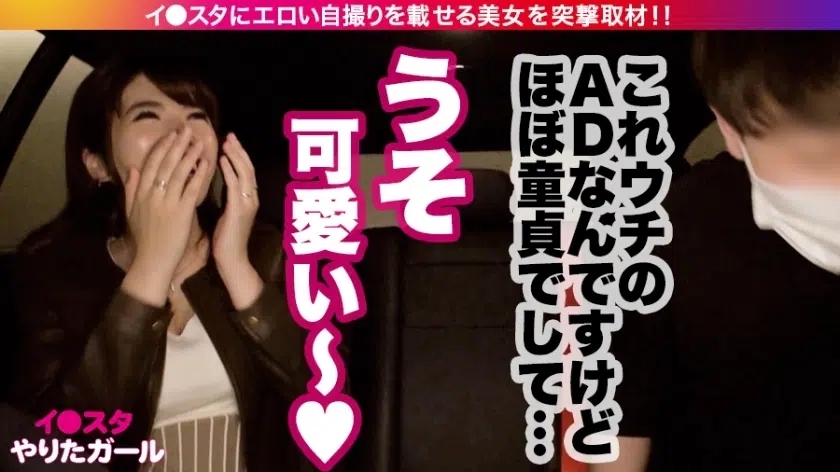 イ●スタにエロい自撮りを載せる美女を突撃取材!!
これウチの
ADなんですけど
ほぼ童貞でして…
うそ
可愛い～♥
イ●スタ
やりたガール